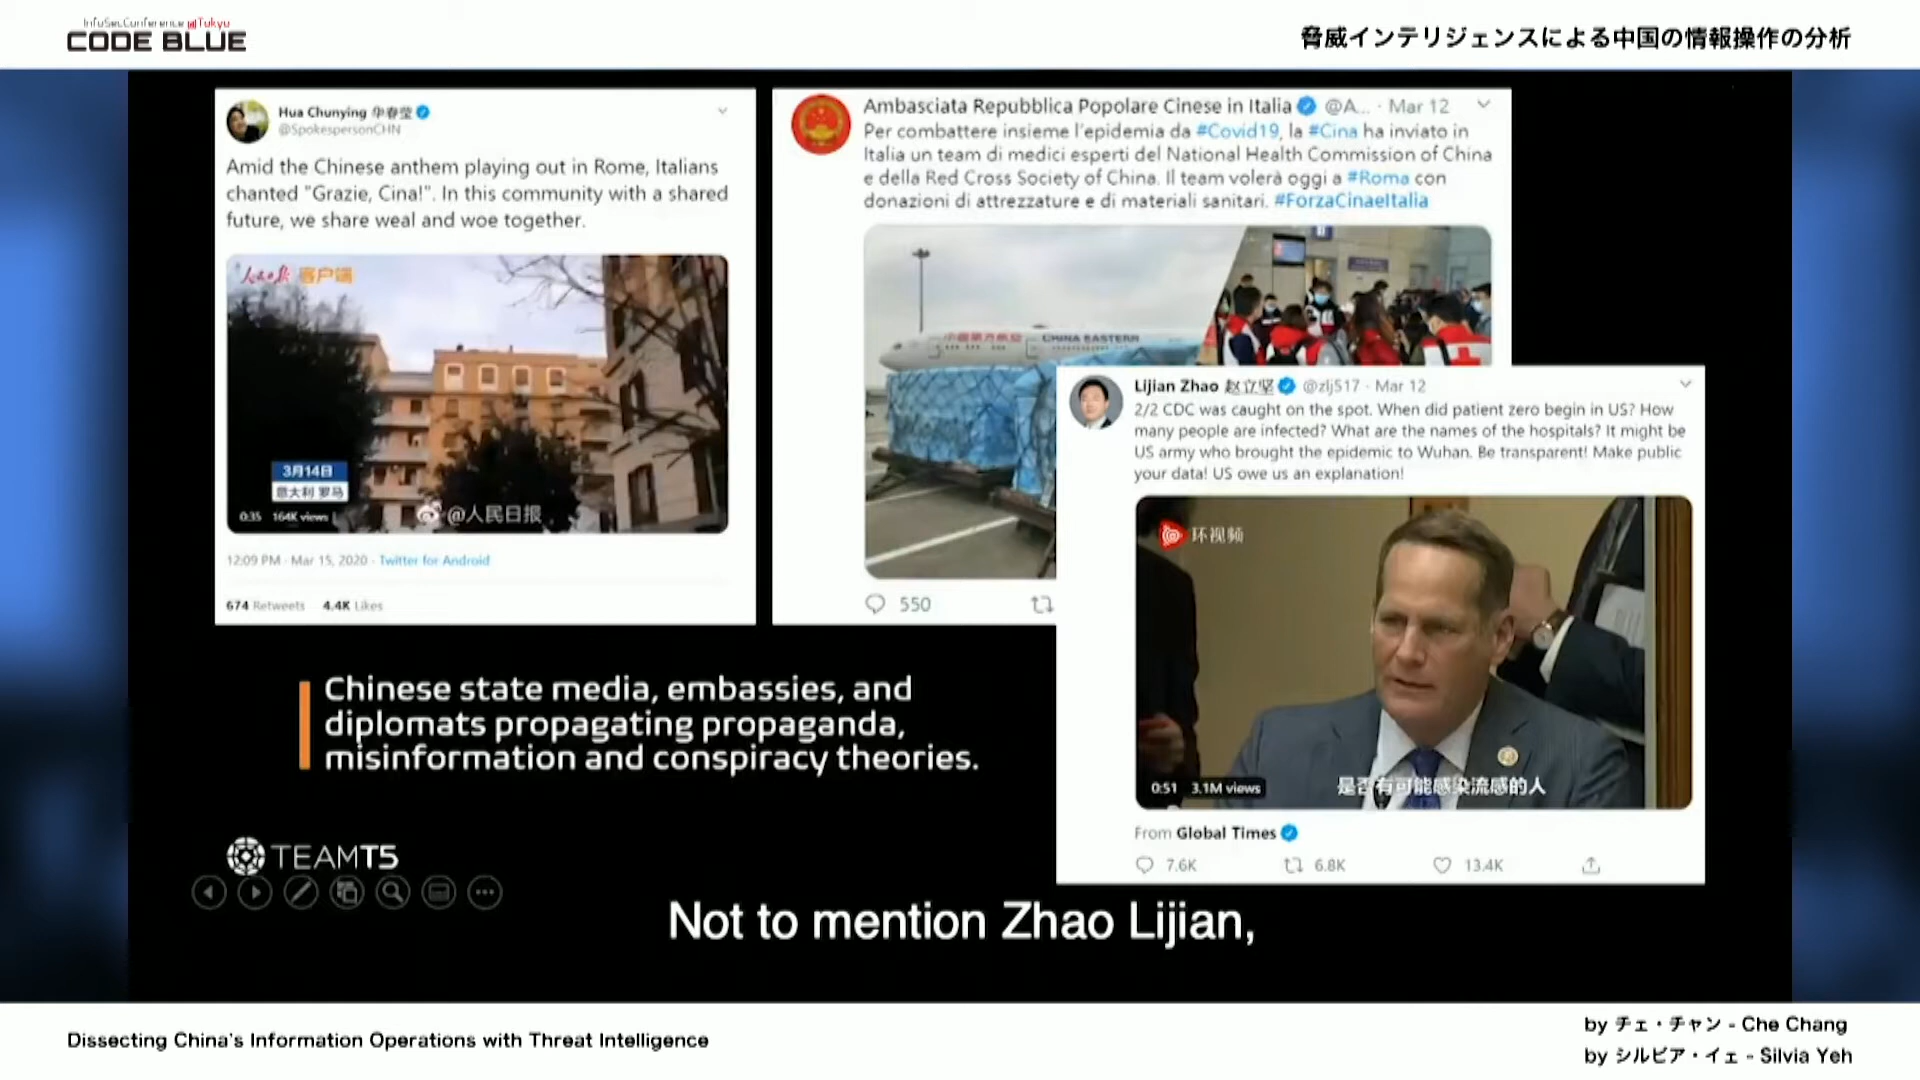 InfoSec Conference @Tokyo
CODE BLUE
脅威インテリジェンスによる中国の情報操作の分析
Hua Chunying 华春莹
@SpokespersonCHN
Amid the Chinese anthem playing out in Rome, Italians
chanted "Grazie, Cina!". In this community with a shared
future, we share weal and woe together.
人民日报 客户端
3月14日
意大利 罗马
0:35 164K views
@人民日报
12:09 PM · Mar 15, 2020 · Twitter for Android
674 Retweets 4.4K Likes
Ambasciata Repubblica Popolare Cinese in Italia @A... · Mar 12
Per combattere insieme l'epidemia da #Covid19, la #Cina ha inviato in
Italia un team di medici esperti del National Health Commission of China
e della Red Cross Society of China. Il team volerà oggi a #Roma con
donazioni di attrezzature e di materiali sanitari. #ForzaCinaeItalia
中国东方航空 CHINA EASTERN
550
Lijian Zhao 赵立坚 @zlj517 · Mar 12
2/2 CDC was caught on the spot. When did patient zero begin in US? How
many people are infected? What are the names of the hospitals? It might be
US army who brought the epidemic to Wuhan. Be transparent! Make public
your data! US owe us an explanation!
环视频
0:51 3.1M views
是否有可能感染流感的人
From Global Times
7.6K 6.8K 13.4K
Chinese state media, embassies, and
diplomats propagating propaganda,
misinformation and conspiracy theories.
TEAMT5
Not to mention Zhao Lijian,
Dissecting China's Information Operations with Threat Intelligence
by チェ・チャン - Che Chang
by シルビア・イェ - Silvia Yeh